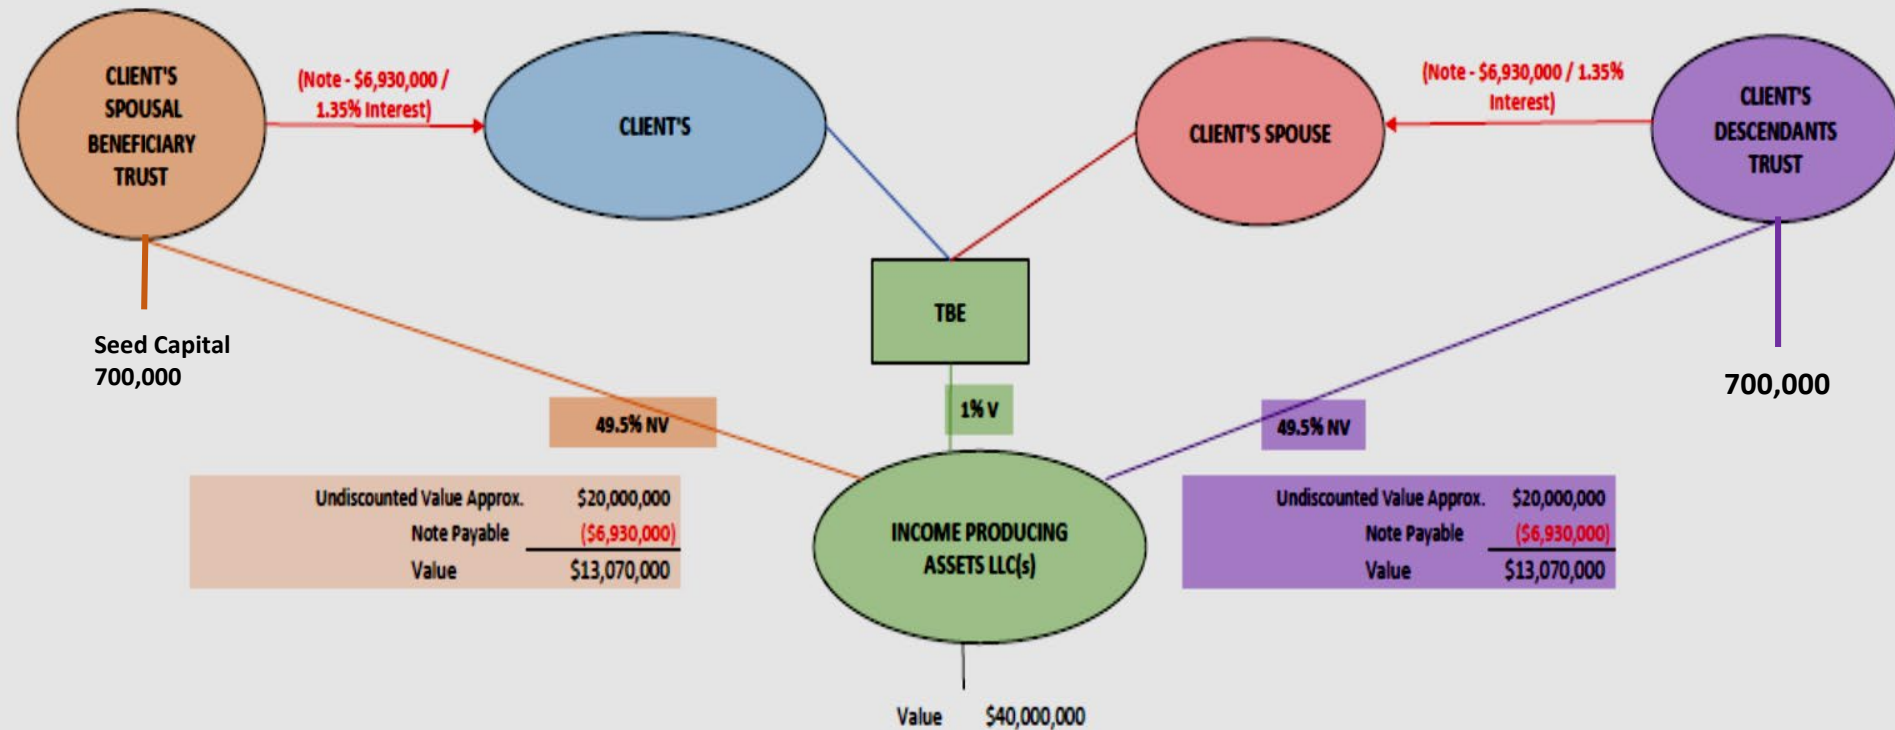 CLIENT'S
SPOUSAL
BENEFICIARY
TRUST
(Note - $6,930,000 /
1.35% Interest)
CLIENT'S
CLIENT'S SPOUSE
(Note - $6,930,000 / 1.35%
Interest)
CLIENT'S
DESCENDANTS
TRUST
TBE
Seed Capital
700,000
700,000
49.5% NV
1% V
49.5% NV
Undiscounted Value Approx. $20,000,000
Note Payable ($6,930,000)
Value $13,070,000
INCOME PRODUCING
ASSETS LLC(s)
Undiscounted Value Approx. $20,000,000
Note Payable ($6,930,000)
Value $13,070,000
Value $40,000,000